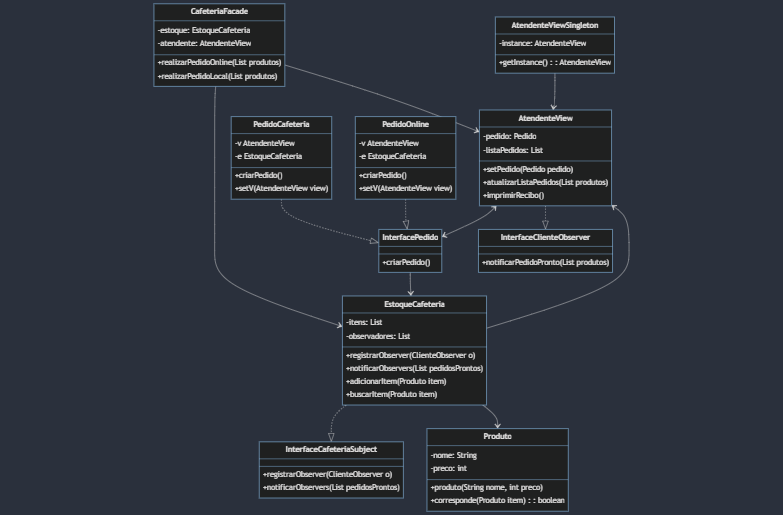 CafeteriaFacade
-estoque: EstoqueCafeteria
-atendente: AtendenteView
+realizarPedidoOnline(List produtos)
+realizarPedidoLocal(List produtos)
AtendenteViewSingleton
-instance: AtendenteView
+getInstance() : : AtendenteView
PedidoCafeteria
-v AtendenteView
-e EstoqueCafeteria
+criarPedido()
+setV(AtendenteView view)
PedidoOnline
-v AtendenteView
-e EstoqueCafeteria
+criarPedido()
+setV(AtendenteView view)
AtendenteView
-pedido: Pedido
-listaPedidos: List
+setPedido(Pedido pedido)
+atualizarListaPedidos(List produtos)
+imprimirRecibo()
InterfacePedido
+criarPedido()
InterfaceClienteObserver
+notificarPedidoPronto(List produtos)
EstoqueCafeteria
-itens: List
-observadores: List
+registrarObserver(ClienteObserver o)
+notificarObservers(List pedidosProntos)
+adicionarItem(Produto item)
+buscarItem(Produto item)
InterfaceCafeteriaSubject
+registrarObserver(ClienteObserver o)
+notificarObservers(List pedidosProntos)
Produto
-nome: String
-preco: int
+produto(String nome, int preco)
+corresponde(Produto item) : : boolean